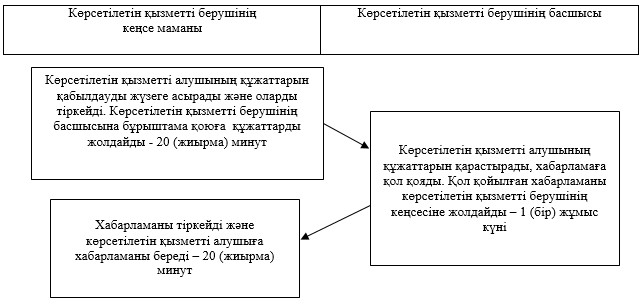 Көрсетілетін қызметті берушінің
кеңсе маманы
Көрсетілетін қызметті берушінің басшысы
Көрсетілетін қызметті алушының құжаттарын
қабылдауды жүзеге асырады және оларды
тіркейді. Көрсетілетін қызметті берушінің
басшысына бұрыштама қоюға құжаттарды
жолдайды - 20 (жиырма) минут
Көрсетілетін қызметті алушының
құжаттарын қарастырады, хабарламаға
қол қояды. Қол қойылған хабарламаны
көрсетілетін қызметті берушінің
кеңсесіне жолдайды – 1 (бір) жұмыс
күні
Хабарламаны тіркейді және
көрсетілетін қызметті алушыға
хабарламаны береді – 20 (жиырма)
минут